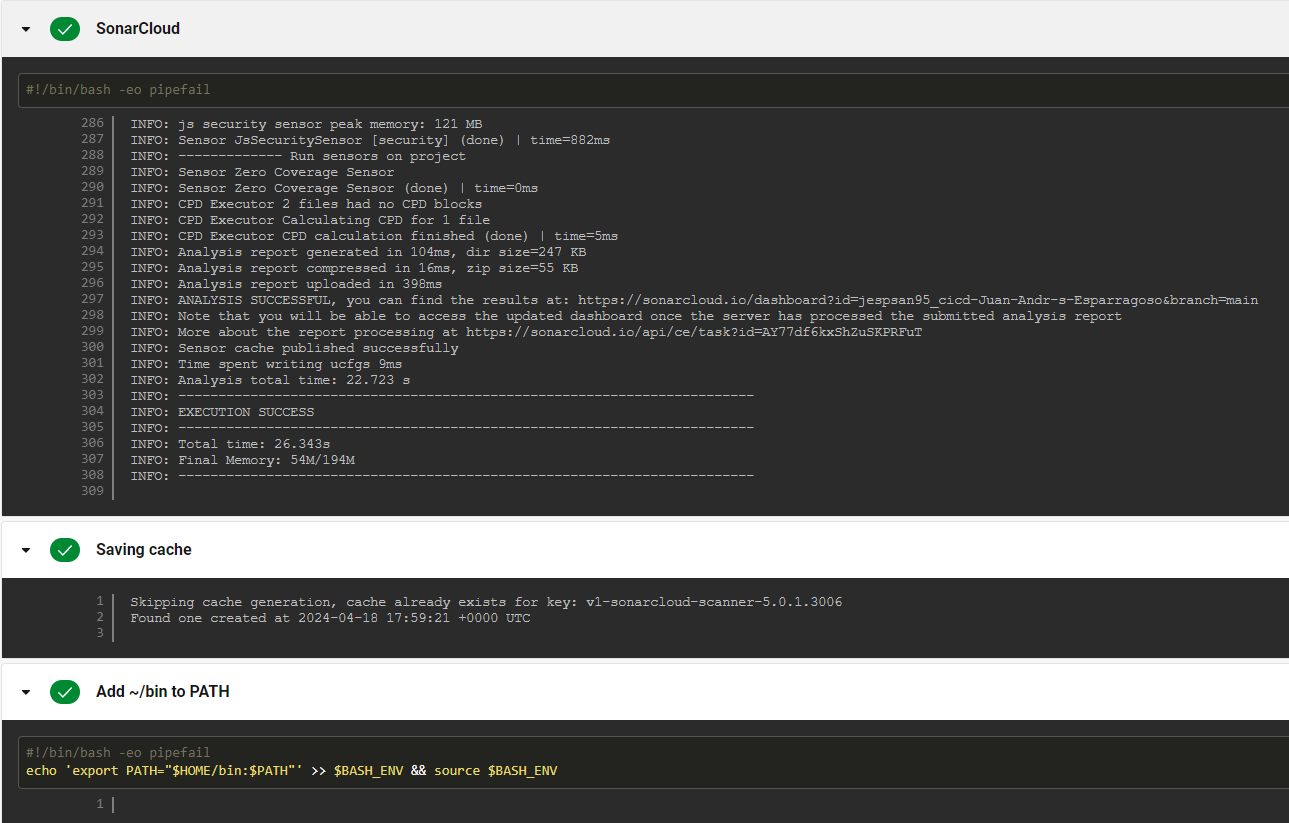 SonarCloud
#!/bin/bash -eo pipefail
286 INFO: js security sensor peak memory: 121 MB
287 INFO: Sensor JsSecuritySensor [security] (done) | time=882ms
288 INFO: ------------- Run sensors on project
289 INFO: Sensor Zero Coverage Sensor
290 INFO: Sensor Zero Coverage Sensor (done) | time=0ms
291 INFO: CPD Executor 2 files had no CPD blocks
292 INFO: CPD Executor Calculating CPD for 1 file
293 INFO: CPD Executor CPD calculation finished (done) | time=5ms
294 INFO: Analysis report generated in 104ms, dir size=247 KB
295 INFO: Analysis report compressed in 16ms, zip size=55 KB
296 INFO: Analysis report uploaded in 398ms
297 INFO: ANALYSIS SUCCESSFUL, you can find the results at: https://sonarcloud.io/dashboard?id=jespsan95_cicd-Juan-Andr-s-Esparragoso&branch=main
298 INFO: Note that you will be able to access the updated dashboard once the server has processed the submitted analysis report
299 INFO: More about the report processing at https://sonarcloud.io/api/ce/task?id=AY77df6kxShZuSKPRFuT
300 INFO: Sensor cache published successfully
301 INFO: Time spent writing ucfgs 9ms
302 INFO: Analysis total time: 22.723 s
303 INFO: ------------------------------------------------------------------------
304 INFO: EXECUTION SUCCESS
305 INFO: ------------------------------------------------------------------------
306 INFO: Total time: 26.343s
307 INFO: Final Memory: 54M/194M
308 INFO: ------------------------------------------------------------------------
309
Saving cache
1 Skipping cache generation, cache already exists for key: v1-sonarcloud-scanner-5.0.1.3006
2 Found one created at 2024-04-18 17:59:21 +0000 UTC
3
Add ~/bin to PATH
#!/bin/bash -eo pipefail
echo 'export PATH="$HOME/bin:$PATH"' >> $BASH_ENV && source $BASH_ENV
1